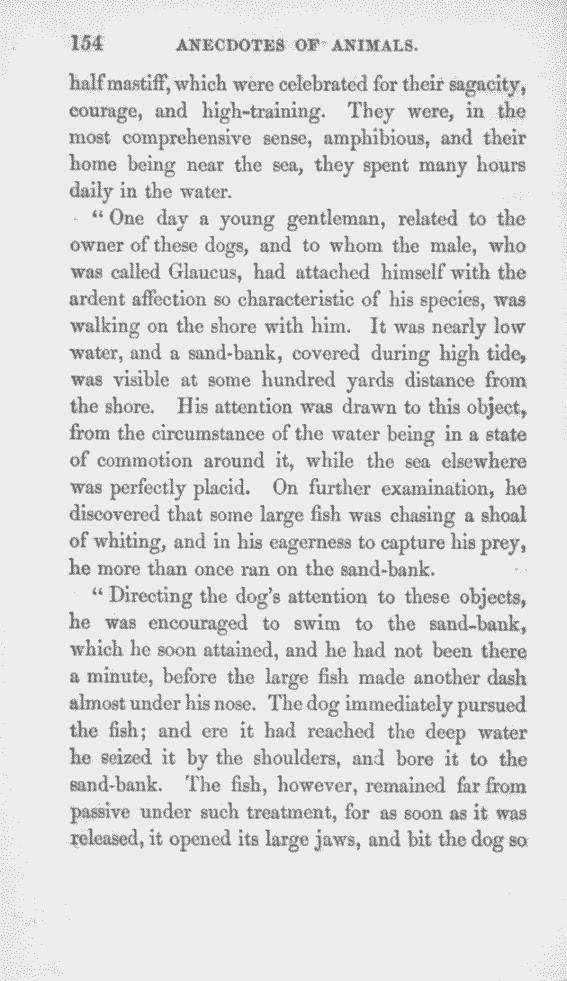 154 ANECDOTES OF ANIMALS.
half mastiff, which were celebrated for their sagacity,
courage, and high-training. They were, in the
most comprehensive sense, amphibious, and their
home being near the sea, they spent many hours
daily in the water.
“ One day a young gentleman, related to the
owner of these dogs, and to whom the male, who
was called Glaucus, had attached himself with the
ardent affection so characteristic of his species, was
walking on the shore with him. It was nearly low
water, and a sand-bank, covered during high tide,
was visible at some hundred yards distance from
the shore. His attention was drawn to this object,
from the circumstance of the water being in a state
of commotion around it, while the sea elsewhere
was perfectly placid. On further examination, he
discovered that some large fish was chasing a shoal
of whiting, and in his eagerness to capture his prey,
he more than once ran on the sand-bank.
“ Directing the dog’s attention to these objects,
he was encouraged to swim to the sand-bank,
which he soon attained, and he had not been there
a minute, before the large fish made another dash
almost under his nose. The dog immediately pursued
the fish; and ere it had reached the deep water
he seized it by the shoulders, and bore it to the
sand-bank. The fish, however, remained far from
passive under such treatment, for as soon as it was
released, it opened its large jaws, and bit the dog so